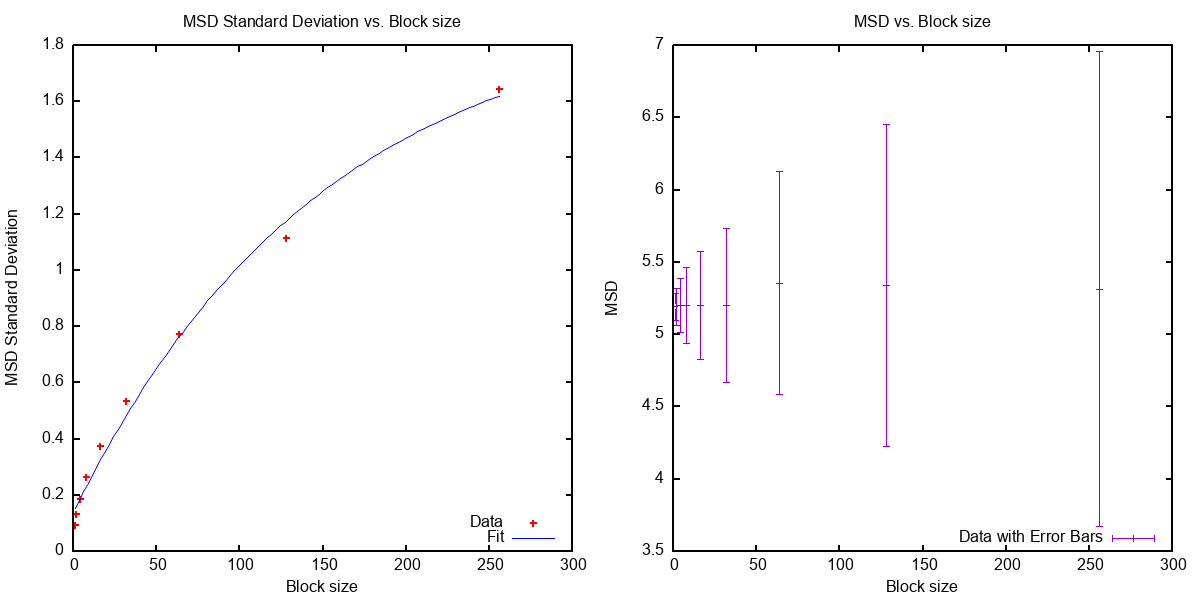 MSD Standard Deviation vs. Block size
1.8
1.6
1.4
1.2
1
0.8
0.6
0.4
0.2
0
MSD Standard Deviation
Data
Fit
0 50 100 150 200 250 300
Block size
MSD vs. Block size
7
6.5
6
5.5
5
4.5
4
3.5
MSD
Data with Error Bars
0 50 100 150 200 250 300
Block size